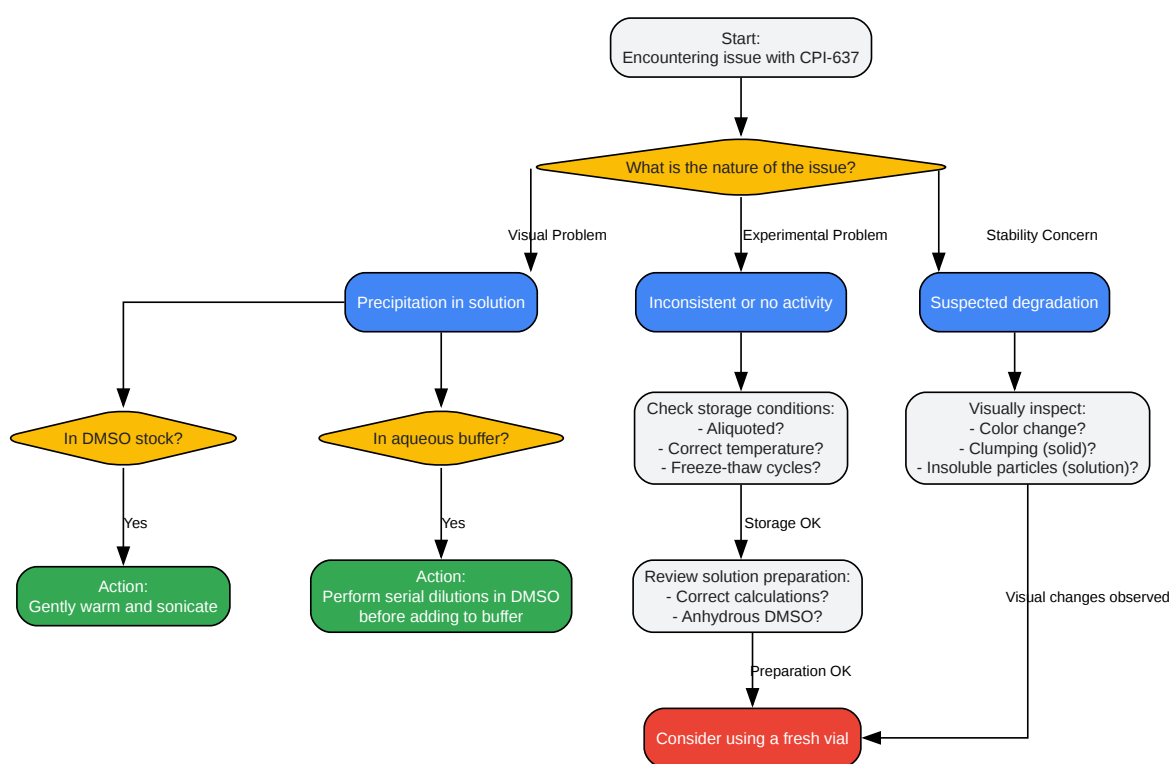 Start:
Encountering issue with CPI-637
What is the nature of the issue?
Visual Problem
Experimental Problem
Stability Concern
Precipitation in solution
Inconsistent or no activity
Suspected degradation
In DMSO stock?
In aqueous buffer?
Check storage conditions:
- Aliquoted?
- Correct temperature?
- Freeze-thaw cycles?
Visually inspect:
- Color change?
- Clumping (solid)?
- Insoluble particles (solution)?
Yes
Yes
Storage OK
Action:
Gently warm and sonicate
Action:
Perform serial dilutions in DMSO
before adding to buffer
Review solution preparation:
- Correct calculations?
- Anhydrous DMSO?
Visual changes observed
Preparation OK
Consider using a fresh vial